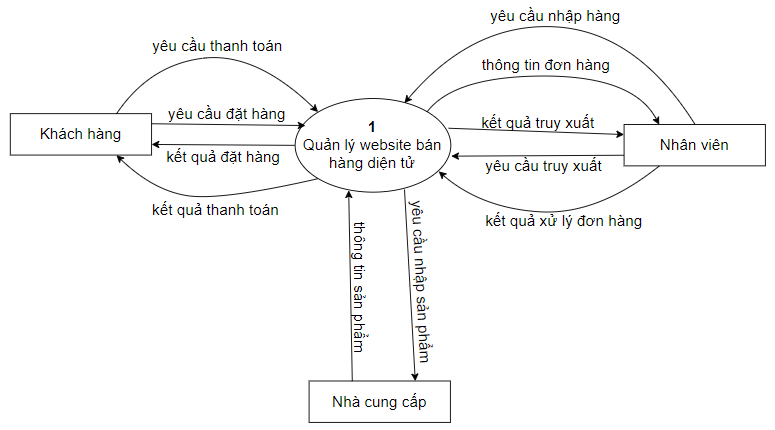 yêu cầu nhập hàng
yêu cầu thanh toán
thông tin đơn hàng
yêu cầu đặt hàng
kết quả truy xuất
1
Khách hàng
Quản lý website bán
hàng diện tử
Nhân viên
kết quả đặt hàng
yêu cầu truy xuất
kết quả thanh toán
kết quả xử lý đơn hàng
thông tin sản phẩm
yêu cầu nhập sản phẩm
Nhà cung cấp